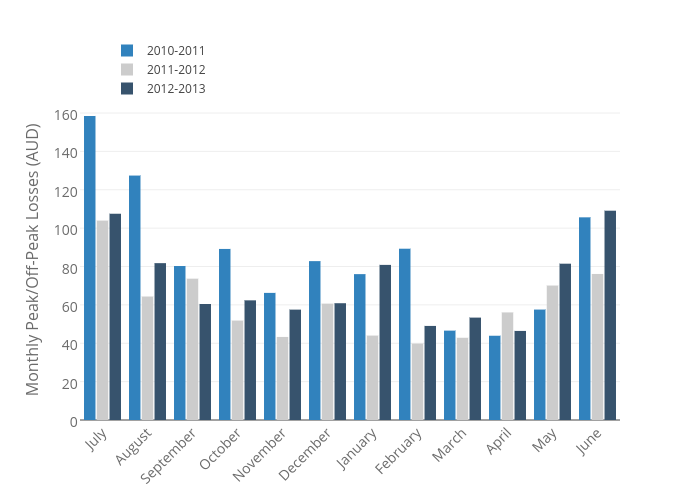 2010-2011
2011-2012
2012-2013
Monthly Peak/Off-Peak Losses (AUD)
160
140
120
100
80
60
40
20
0
July
August
September
October
November
December
January
February
March
April
May
June